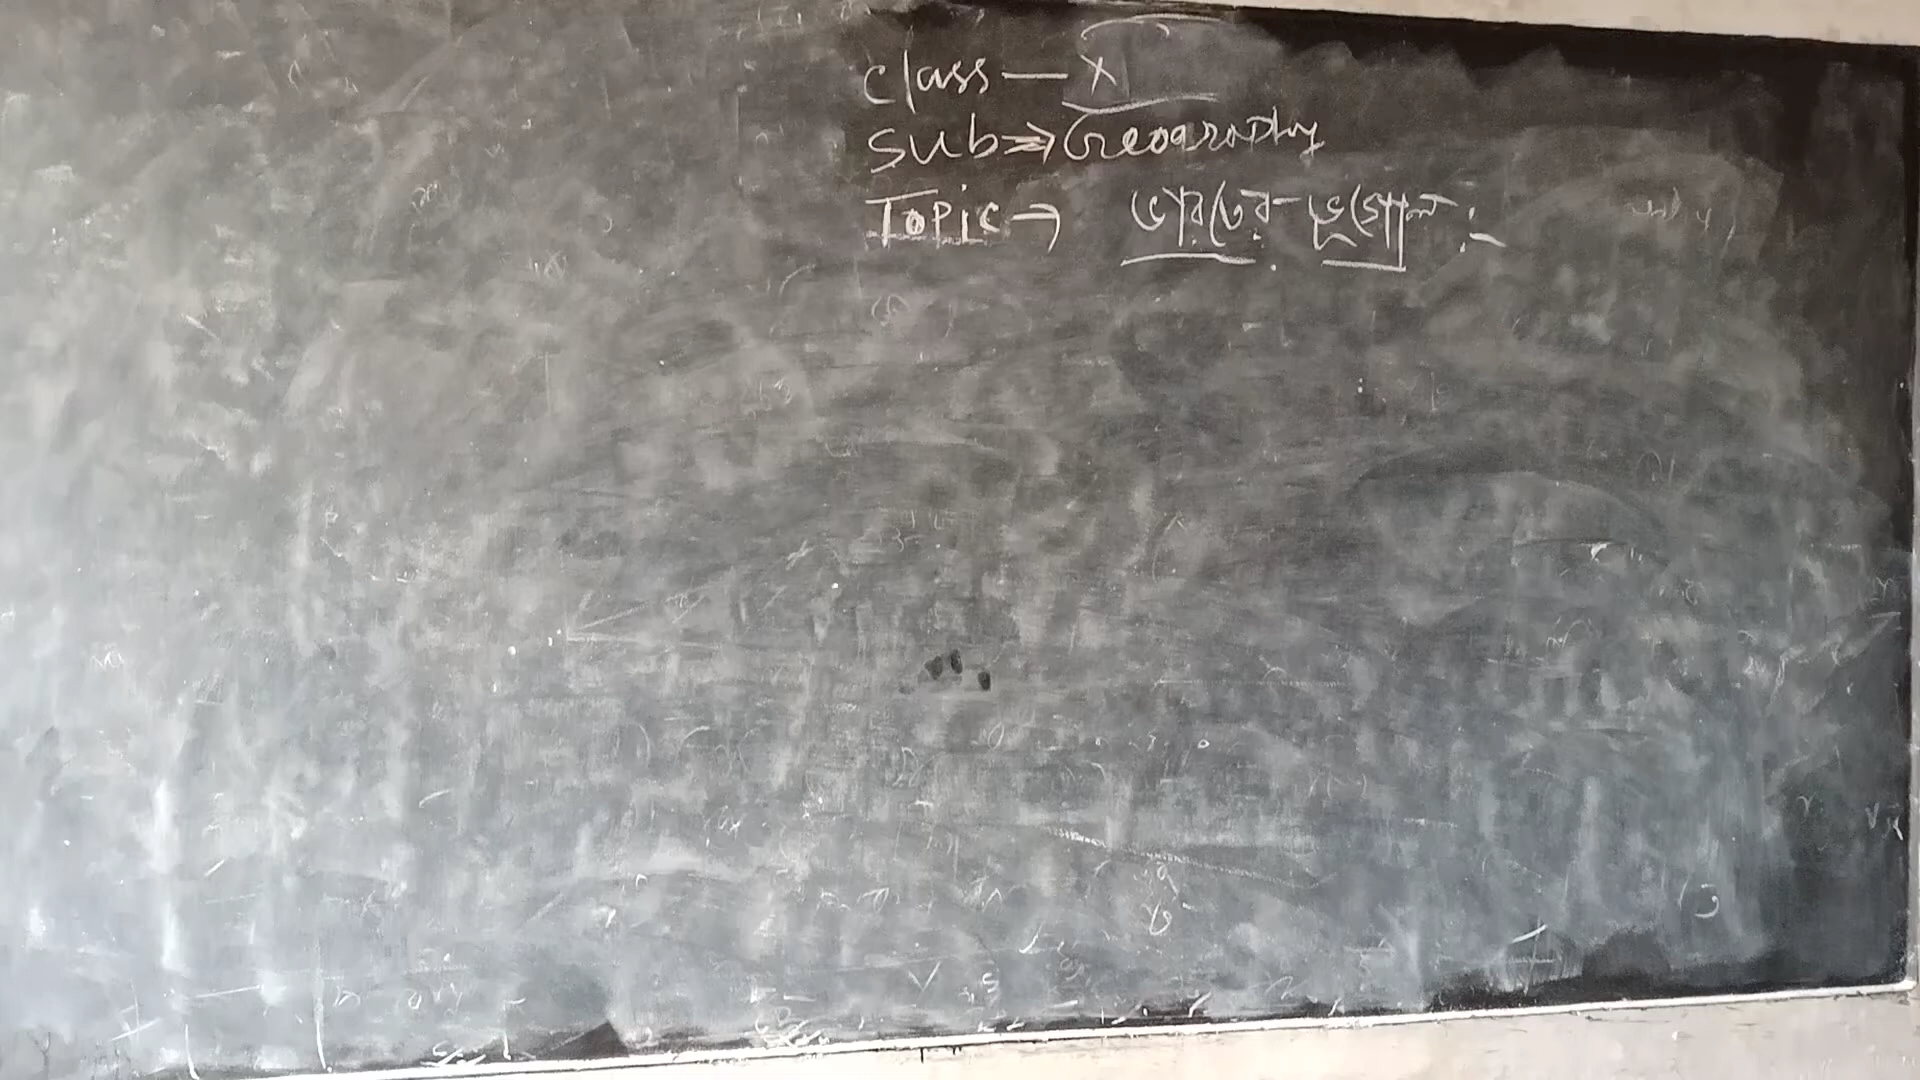 Class — X
Sub ⇒ Geography
Topic → ভারতের ভূগোল :-